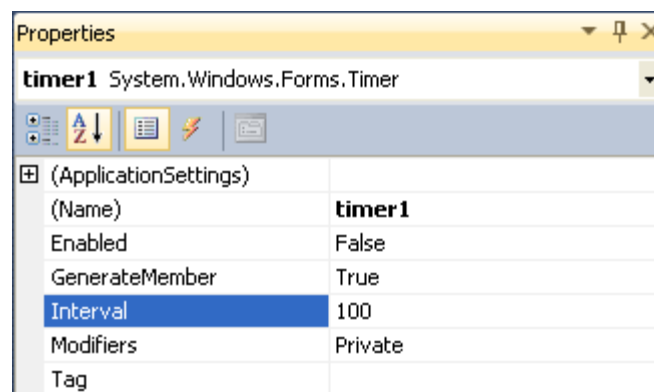 Properties
timer1 System.Windows.Forms.Timer
(ApplicationSettings)
(Name) timer1
Enabled False
GenerateMember True
Interval 100
Modifiers Private
Tag